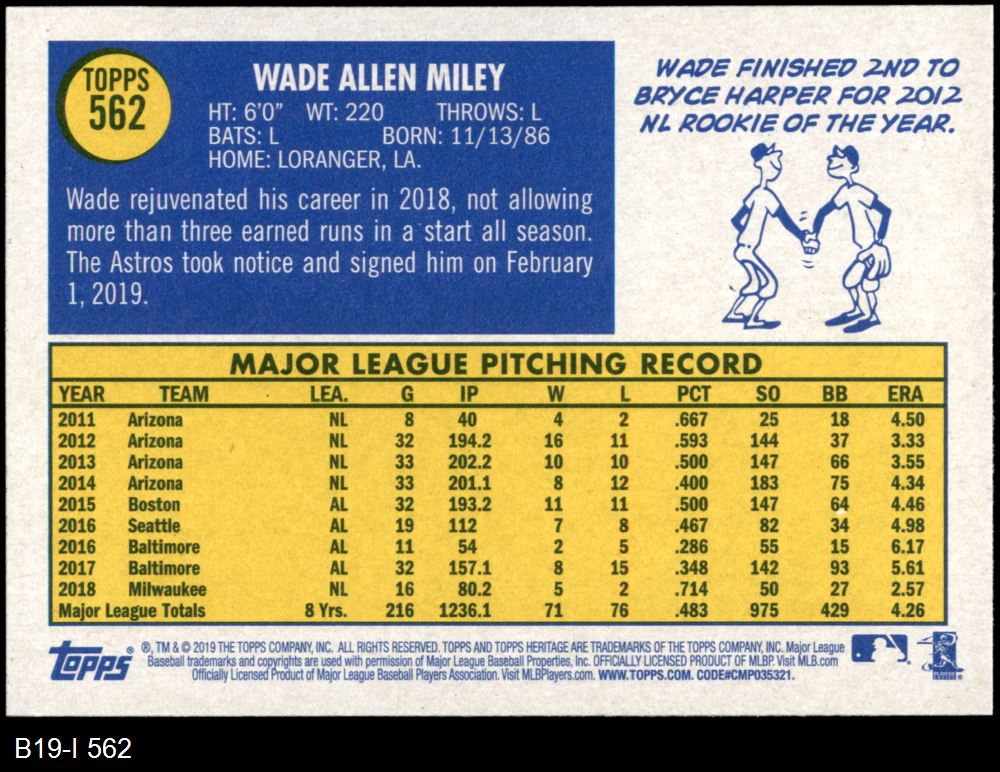 TOPPS
562
WADE ALLEN MILEY
HT: 6'0" WT: 220 THROWS: L
BATS: L BORN: 11/13/86
HOME: LORANGER, LA.
Wade rejuvenated his career in 2018, not allowing
more than three earned runs in a start all season.
The Astros took notice and signed him on February
1, 2019.
WADE FINISHED 2ND TO
BRYCE HARPER FOR 2012
NL ROOKIE OF THE YEAR.
MAJOR LEAGUE PITCHING RECORD
YEAR TEAM LEA. G IP W L PCT SO BB ERA
2011 Arizona NL 8 40 4 2 .667 25 18 4.50
2012 Arizona NL 32 194.2 16 11 .593 144 37 3.33
2013 Arizona NL 33 202.2 10 10 .500 147 66 3.55
2014 Arizona NL 33 201.1 8 12 .400 183 75 4.34
2015 Boston AL 32 193.2 11 11 .500 147 64 4.46
2016 Seattle AL 19 112 7 8 .467 82 34 4.98
2016 Baltimore AL 11 54 2 5 .286 55 15 6.17
2017 Baltimore AL 32 157.1 8 15 .348 142 93 5.61
2018 Milwaukee NL 16 80.2 5 2 .714 50 27 2.57
Major League Totals 8 Yrs. 216 1236.1 71 76 .483 975 429 4.26
Topps®
®, TM & © 2019 THE TOPPS COMPANY, INC. ALL RIGHTS RESERVED. TOPPS AND TOPPS HERITAGE ARE TRADEMARKS OF THE TOPPS COMPANY, INC. Major League
Baseball trademarks and copyrights are used with permission of Major League Baseball Properties, Inc. OFFICIALLY LICENSED PRODUCT OF MLBP. Visit MLB.com
Officially Licensed Product of Major League Baseball Players Association. Visit MLBPlayers.com. WWW.TOPPS.COM. CODE#CMP035321.
B19-I 562